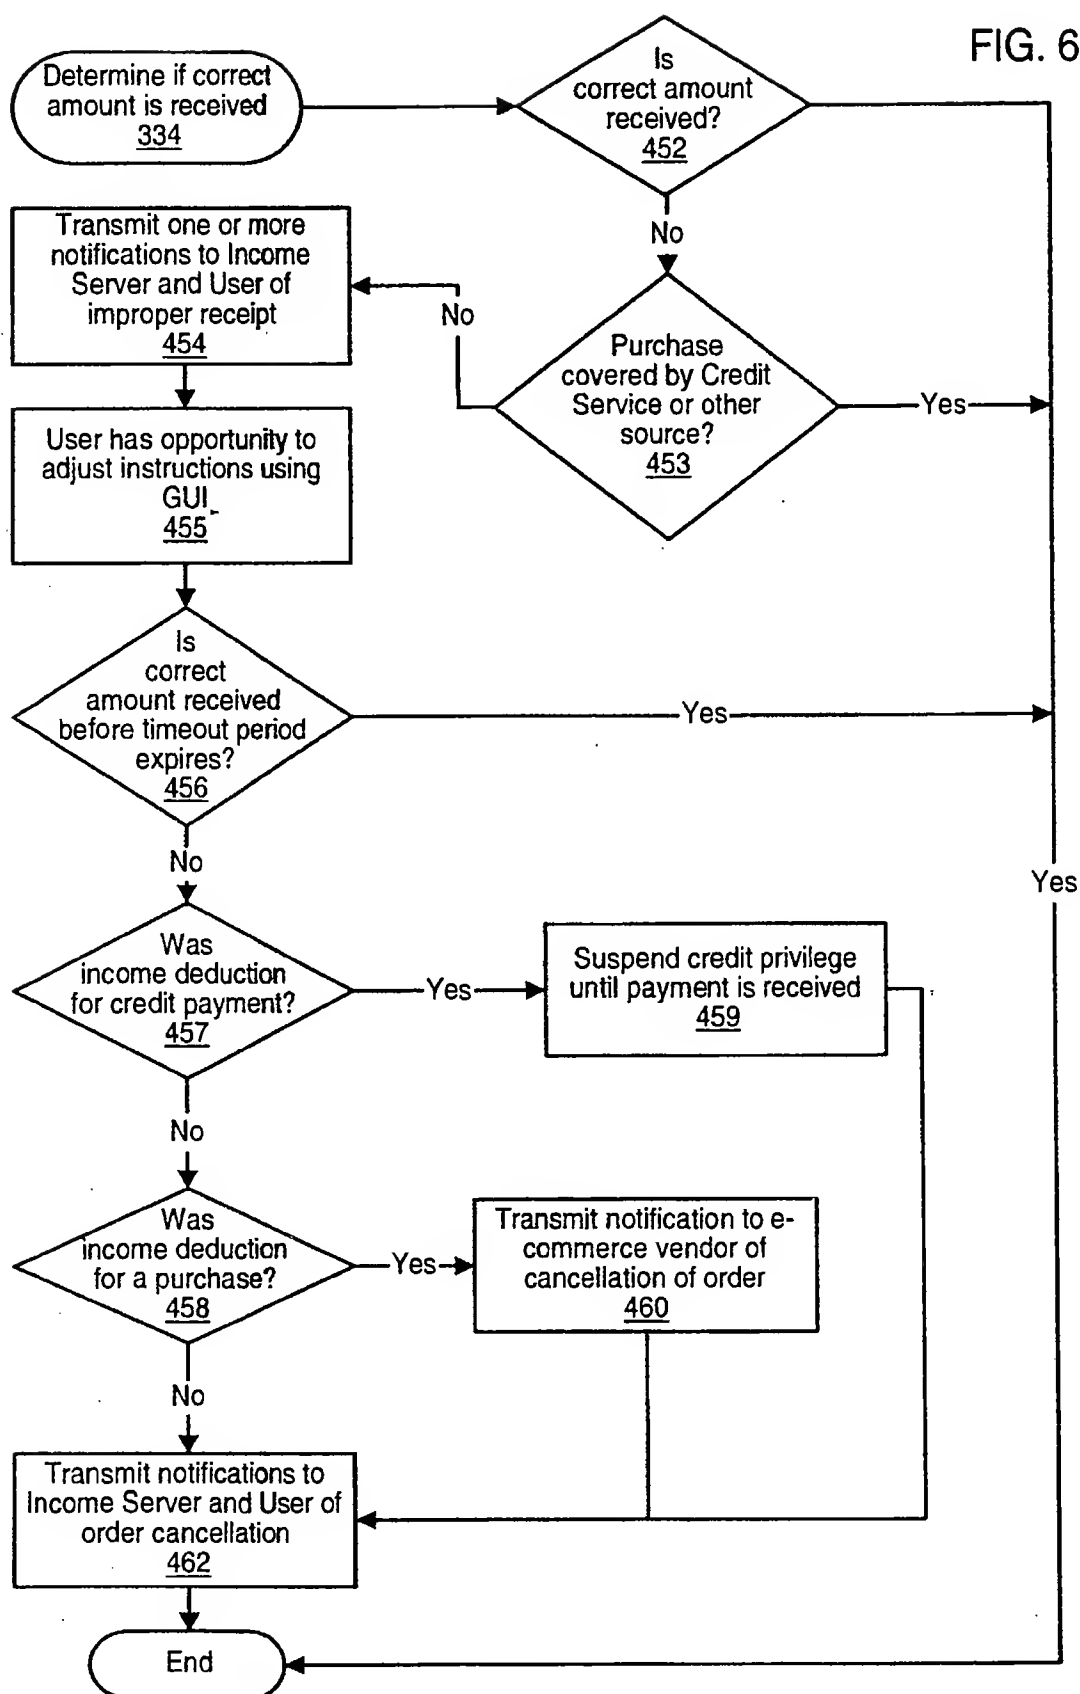 FIG. 6
Determine if correct
amount is received
334
Is
correct amount
received?
452
No
Transmit one or more
notifications to Income
Server and User of
improper receipt
454
No
Purchase
covered by Credit
Service or other
source?
453
Yes
User has opportunity to
adjust instructions using
GUI
455
Is
correct
amount received
before timeout period
expires?
456
Yes
No
Yes
Was
income deduction
for credit payment?
457
Yes
Suspend credit privilege
until payment is received
459
No
Was
income deduction
for a purchase?
458
Yes
Transmit notification to e-
commerce vendor of
cancellation of order
460
No
Transmit notifications to
Income Server and User of
order cancellation
462
End